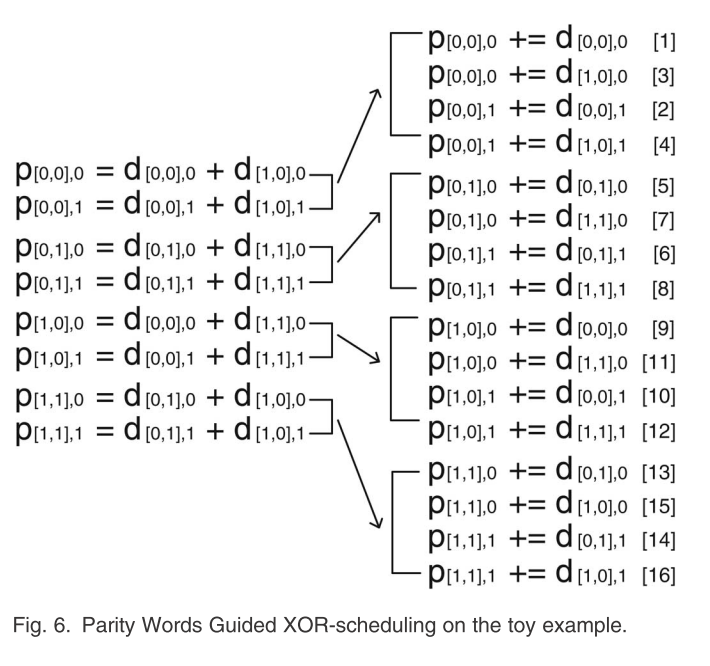 p[0,0],0 = d[0,0],0 + d[1,0],0
p[0,0],1 = d[0,0],1 + d[1,0],1
p[0,1],0 = d[0,1],0 + d[1,1],0
p[0,1],1 = d[0,1],1 + d[1,1],1
p[1,0],0 = d[0,0],0 + d[1,1],0
p[1,0],1 = d[0,0],1 + d[1,1],1
p[1,1],0 = d[0,1],0 + d[1,0],0
p[1,1],1 = d[0,1],1 + d[1,0],1
p[0,0],0 += d[0,0],0 [1]
p[0,0],0 += d[1,0],0 [3]
p[0,0],1 += d[0,0],1 [2]
p[0,0],1 += d[1,0],1 [4]
p[0,1],0 += d[0,1],0 [5]
p[0,1],0 += d[1,1],0 [7]
p[0,1],1 += d[0,1],1 [6]
p[0,1],1 += d[1,1],1 [8]
p[1,0],0 += d[0,0],0 [9]
p[1,0],0 += d[1,1],0 [11]
p[1,0],1 += d[0,0],1 [10]
p[1,0],1 += d[1,1],1 [12]
p[1,1],0 += d[0,1],0 [13]
p[1,1],0 += d[1,0],0 [15]
p[1,1],1 += d[0,1],1 [14]
p[1,1],1 += d[1,0],1 [16]
Fig. 6. Parity Words Guided XOR-scheduling on the toy example.